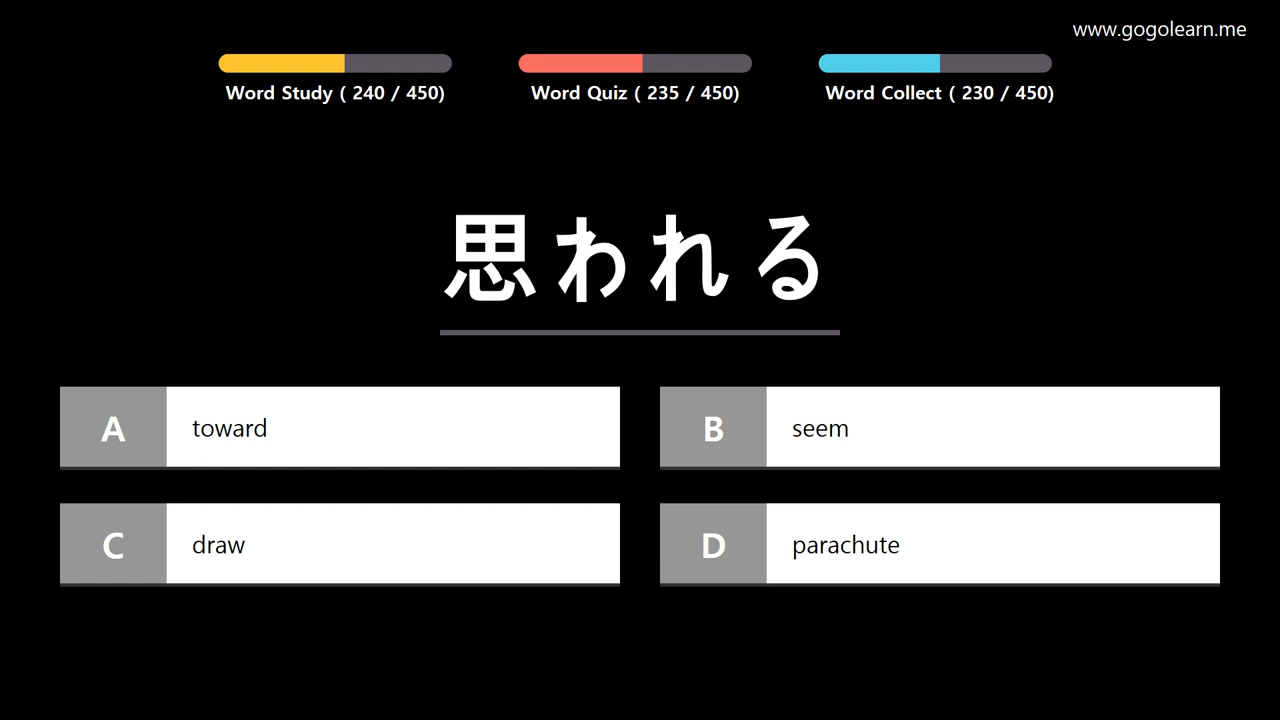 www.gogolearn.me
Word Study ( 240 / 450)
Word Quiz ( 235 / 450)
Word Collect ( 230 / 450)
思われる
A toward
B seem
C draw
D parachute